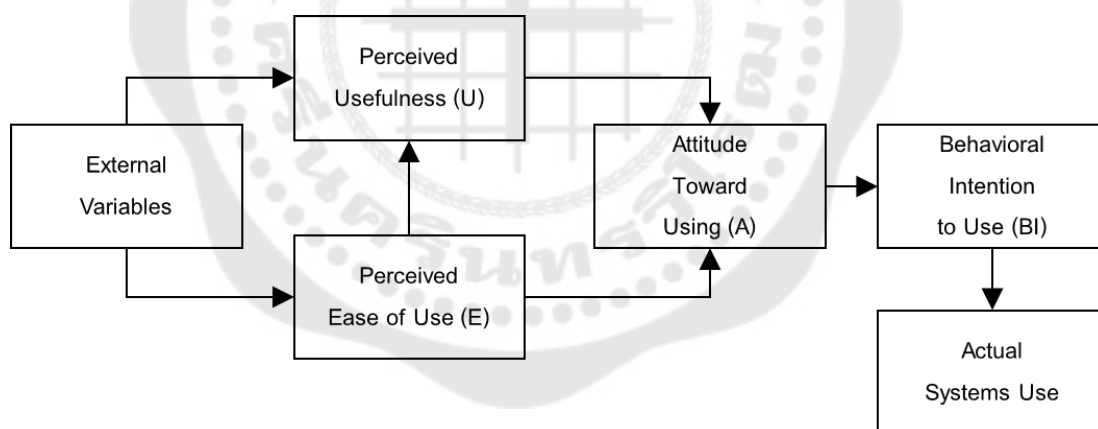 Perceived
Usefulness (U)
External
Variables
Perceived
Ease of Use (E)
Attitude
Toward
Using (A)
Behavioral
Intention
to Use (BI)
Actual
Systems Use